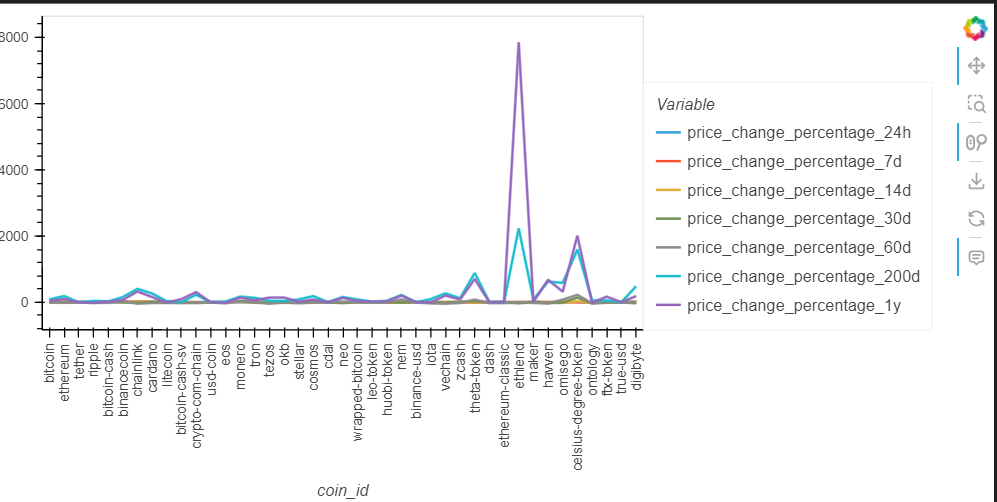 8000
6000
4000
2000
0
bitcoin
ethereum
tether
ripple
bitcoin-cash
binancecoin
chainlink
cardano
litecoin
bitcoin-cash-sv
crypto-com-chain
usd-coin
eos
monero
tron
tezos
okb
stellar
cosmos
cdai
neo
wrapped-bitcoin
leo-token
huobi-token
nem
binance-usd
iota
vechain
zcash
theta-token
dash
ethereum-classic
ethlend
maker
havven
omisego
celsius-degree-token
ontology
ftx-token
true-usd
digibyte
coin_id
Variable
price_change_percentage_24h
price_change_percentage_7d
price_change_percentage_14d
price_change_percentage_30d
price_change_percentage_60d
price_change_percentage_200d
price_change_percentage_1y